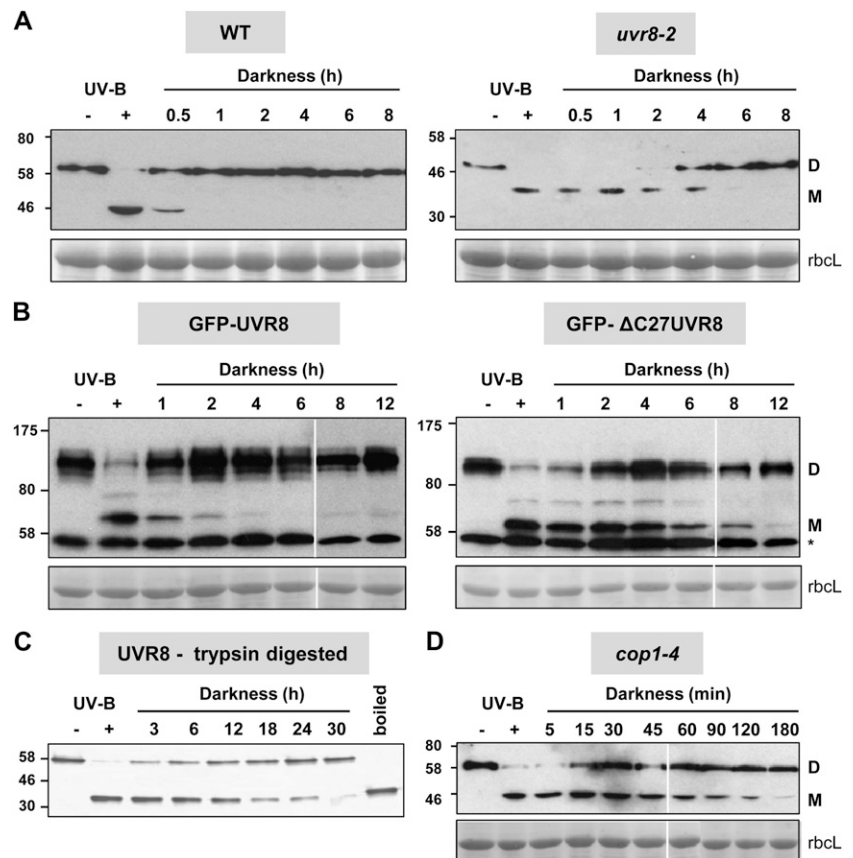 A
WT
uvr8-2
UV-B Darkness (h)
- + 0.5 1 2 4 6 8
80
58
46
UV-B Darkness (h)
- + 0.5 1 2 4 6 8
58
46
30
D
M
rbcL
B
GFP-UVR8
GFP- ΔC27UVR8
UV-B Darkness (h)
- + 1 2 4 6 8 12
175
80
58
UV-B Darkness (h)
- + 1 2 4 6 8 12
175
80
58
D
M
*
rbcL
C
UVR8 - trypsin digested
UV-B Darkness (h) boiled
- + 3 6 12 18 24 30
58
46
30
D
cop1-4
UV-B Darkness (min)
- + 5 15 30 45 60 90 120 180
80
58
46
D
M
rbcL